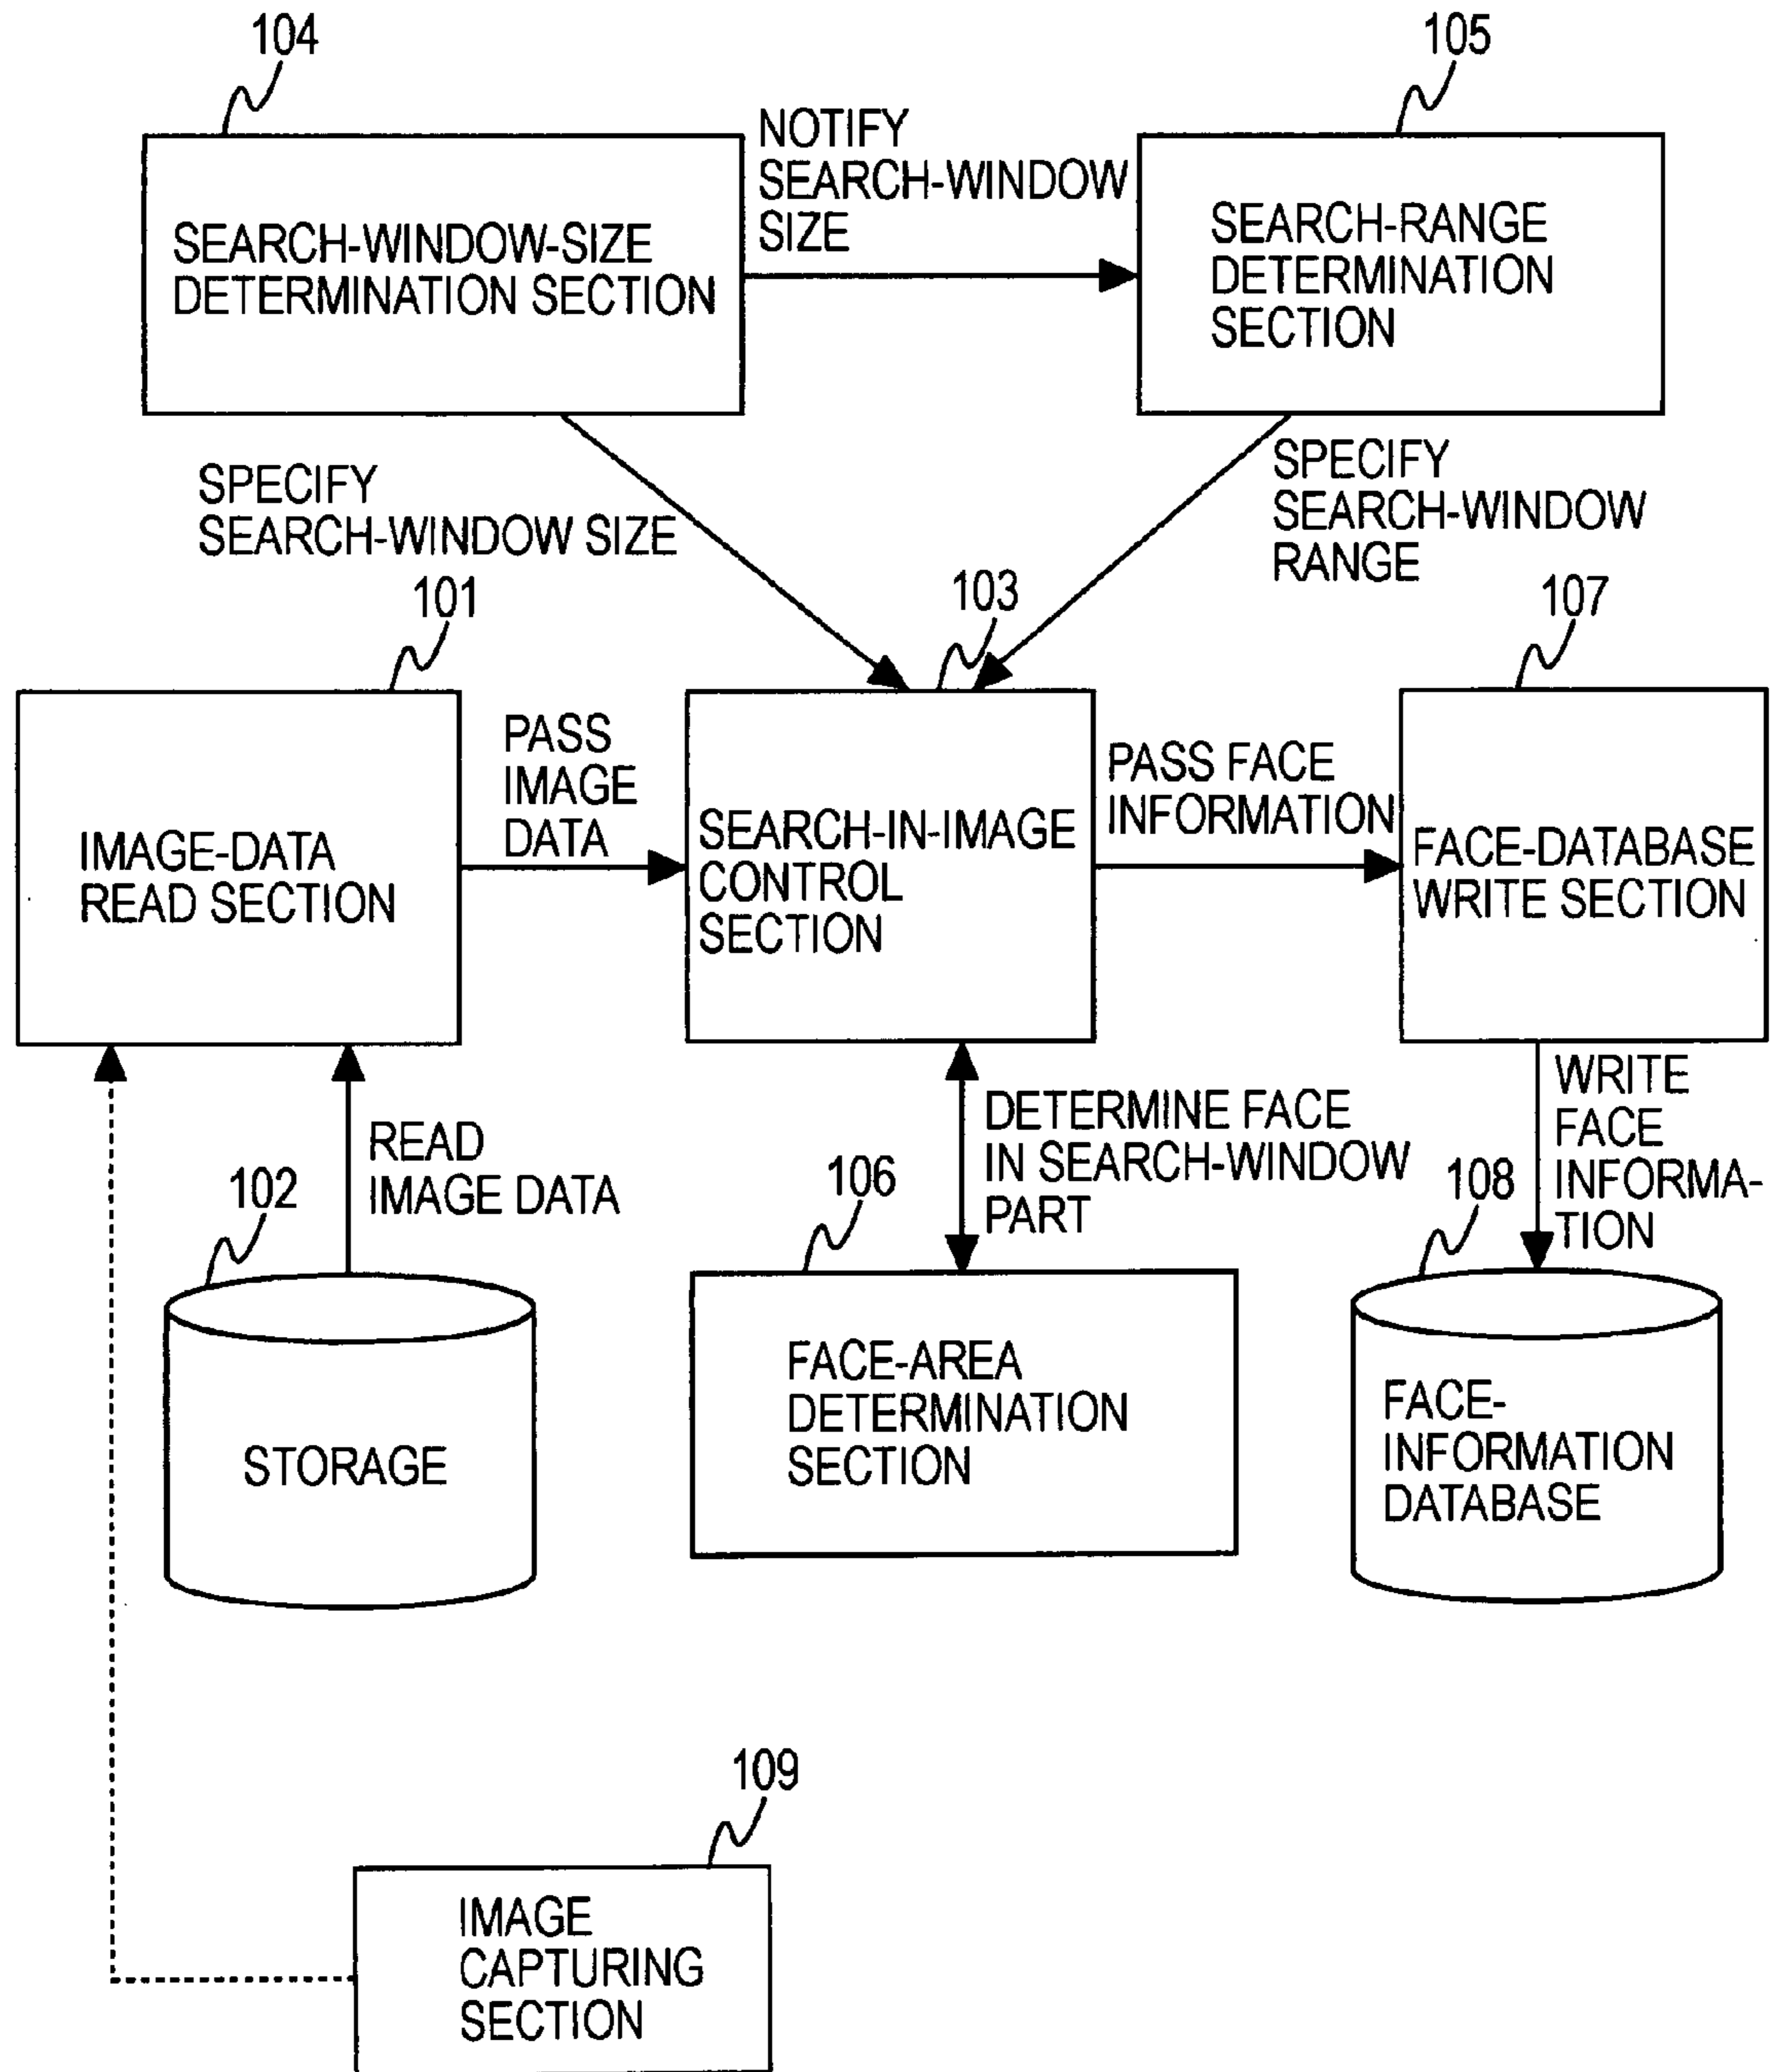 104
105
NOTIFY
SEARCH-WINDOW
SIZE
SEARCH-WINDOW-SIZE
DETERMINATION SECTION
SEARCH-RANGE
DETERMINATION
SECTION
SPECIFY
SEARCH-WINDOW SIZE
SPECIFY
SEARCH-WINDOW
RANGE
101
103
107
PASS
IMAGE
DATA
PASS FACE
INFORMATION
IMAGE-DATA
READ SECTION
SEARCH-IN-IMAGE
CONTROL
SECTION
FACE-DATABASE
WRITE SECTION
READ
IMAGE DATA
DETERMINE FACE
IN SEARCH-WINDOW
PART
WRITE
FACE
INFORMA-
TION
102
106
108
STORAGE
FACE-AREA
DETERMINATION
SECTION
FACE-
INFORMATION
DATABASE
109
IMAGE
CAPTURING
SECTION